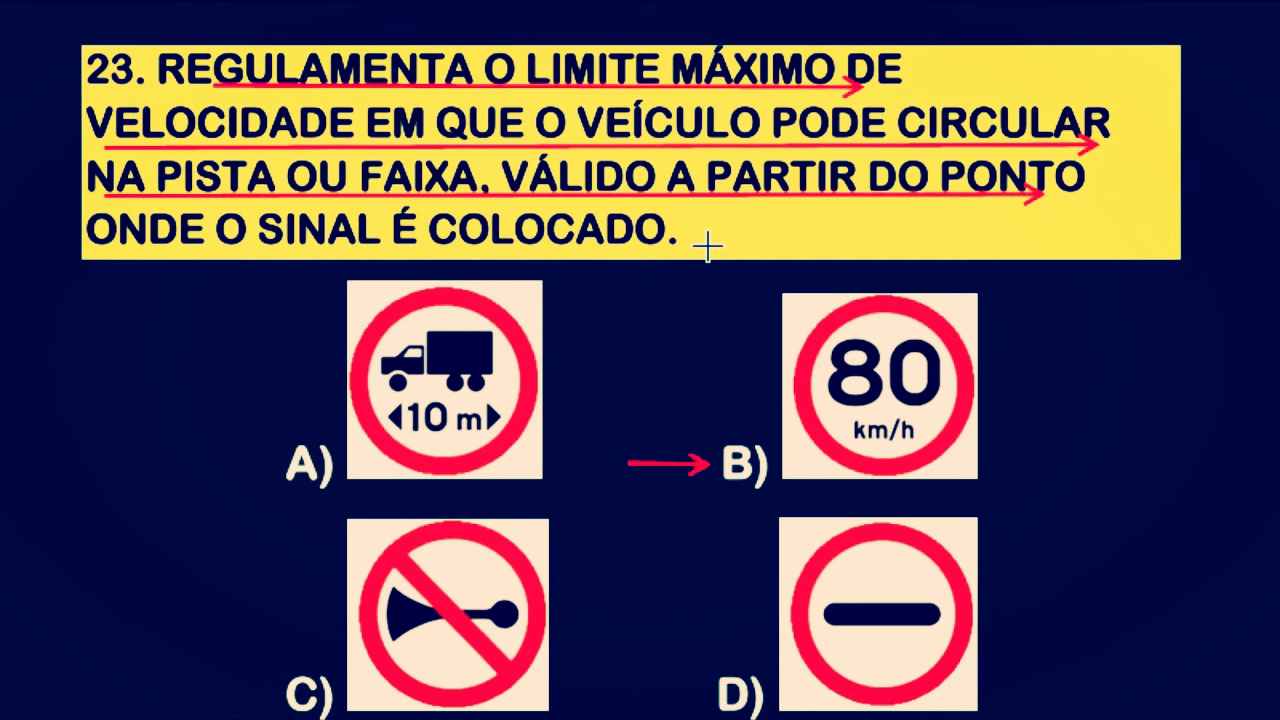 23. REGULAMENTA O LIMITE MÁXIMO DE
VELOCIDADE EM QUE O VEÍCULO PODE CIRCULAR
NA PISTA OU FAIXA, VÁLIDO A PARTIR DO PONTO
ONDE O SINAL É COLOCADO.
10 m
A)
80
km/h
B)
C)
D)